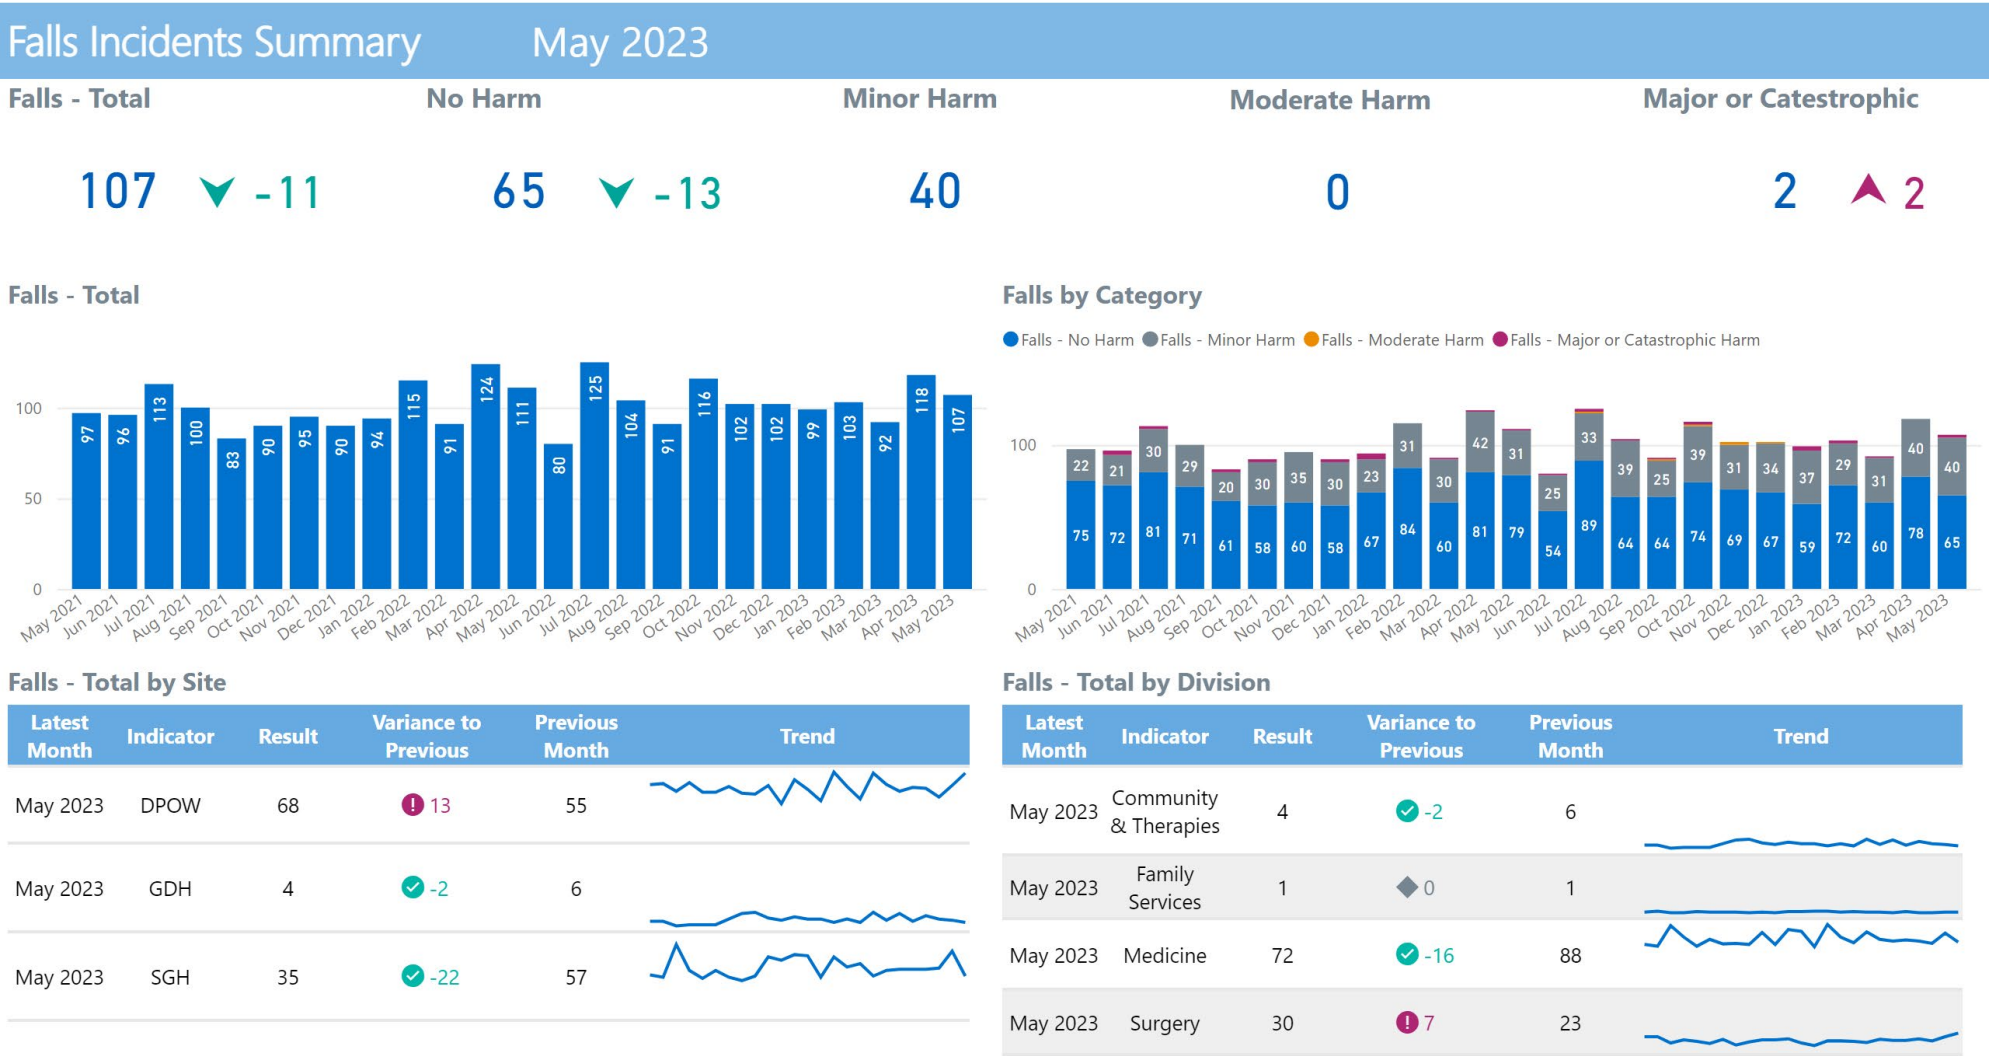 Falls Incidents Summary May 2023
Falls - Total No Harm Minor Harm Moderate Harm Major or Catestrophic
107 -11 65 -13 40 0 2 2
Falls - Total
100
50
0
97 96 113 100 83 90 95 90 94 115 91 124 111 80 125 104 91 116 102 102 99 103 92 118 107
May 2021 Jun 2021 Jul 2021 Aug 2021 Sep 2021 Oct 2021 Nov 2021 Dec 2021 Jan 2022 Feb 2022 Mar 2022 Apr 2022 May 2022 Jun 2022 Jul 2022 Aug 2022 Sep 2022 Oct 2022 Nov 2022 Dec 2022 Jan 2023 Feb 2023 Mar 2023 Apr 2023 May 2023
Falls by Category
Falls - No Harm Falls - Minor Harm Falls - Moderate Harm Falls - Major or Catastrophic Harm
100
0
22 21 30 29 20 30 35 30 23 31 30 42 31 25 33 39 25 39 31 34 37 29 31 40 40
75 72 81 71 61 58 60 58 67 84 60 81 79 54 89 64 64 74 69 67 59 72 60 78 65
May 2021 Jun 2021 Jul 2021 Aug 2021 Sep 2021 Oct 2021 Nov 2021 Dec 2021 Jan 2022 Feb 2022 Mar 2022 Apr 2022 May 2022 Jun 2022 Jul 2022 Aug 2022 Sep 2022 Oct 2022 Nov 2022 Dec 2022 Jan 2023 Feb 2023 Mar 2023 Apr 2023 May 2023
Falls - Total by Site
Latest Month Indicator Result Variance to Previous Previous Month Trend
May 2023 DPOW 68 13 55
May 2023 GDH 4 -2 6
May 2023 SGH 35 -22 57
Falls - Total by Division
Latest Month Indicator Result Variance to Previous Previous Month Trend
May 2023 Community & Therapies 4 -2 6
May 2023 Family Services 1 0 1
May 2023 Medicine 72 -16 88
May 2023 Surgery 30 7 23